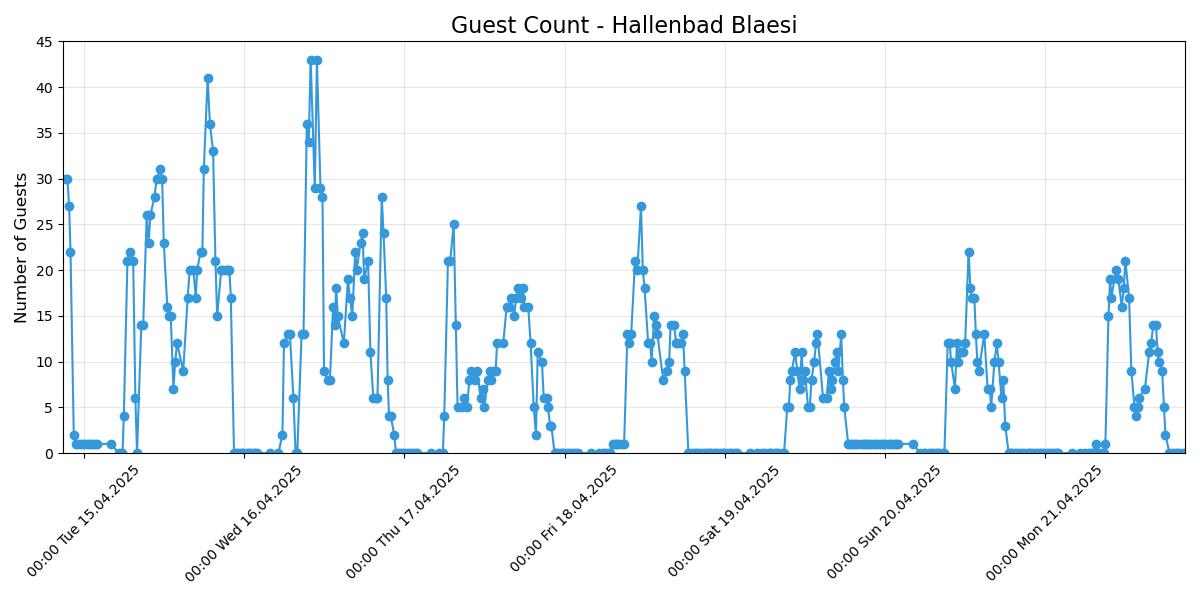 Guest Count - Hallenbad Blaesi
Number of Guests
45
40
35
30
25
20
15
10
5
0
00:00 Tue 15.04.2025
00:00 Wed 16.04.2025
00:00 Thu 17.04.2025
00:00 Fri 18.04.2025
00:00 Sat 19.04.2025
00:00 Sun 20.04.2025
00:00 Mon 21.04.2025